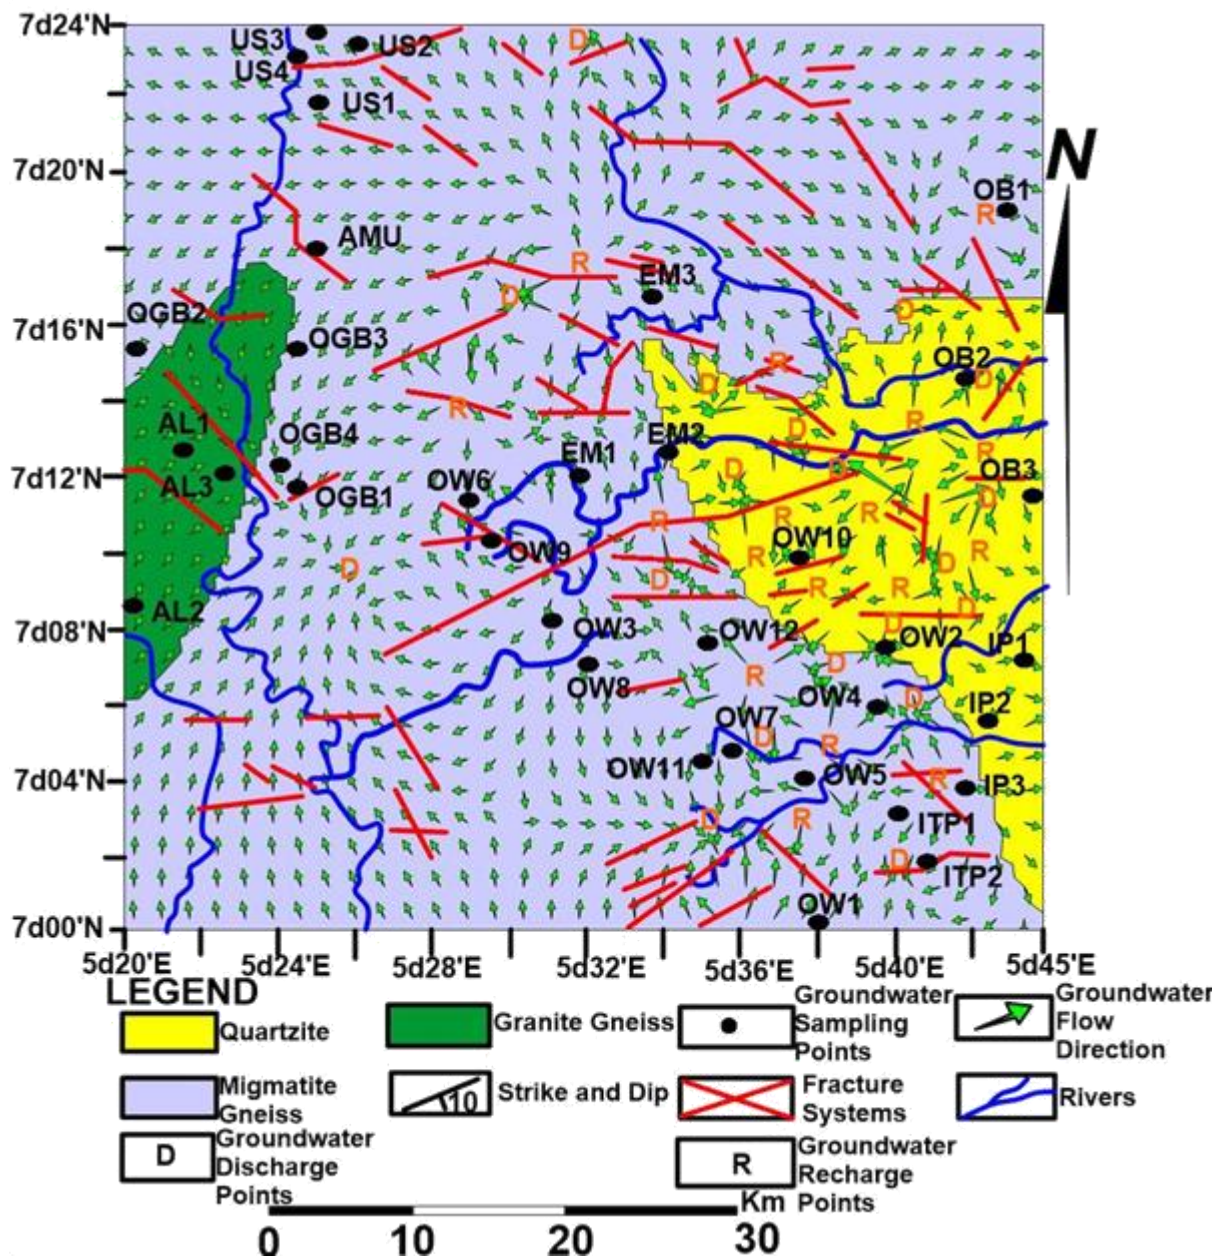 7d24'N
US3
US2
US4
US1
D
7d20'N
N
OB1
R
AMU
R
EM3
D
OGB2
7d16'N
OGB3
D
OB2
R
D
D
R
AL1
OGB4
EM2
D
R
R
EM1
D
D
OB3
7d12'N
AL3
OGB1
OW6
D
R
R
R
OW9
OW10
R
R
D
D
D
R
R
AL2
7d08'N
OW3
OW12
D
D
OW2
IP1
D
R
OW8
OW4
D
IP2
OW7
D
R
OW11
OW5
R
IP3
7d04'N
D
R
ITP1
D
ITP2
OW1
7d00'N
5d20'E
5d24'E
5d28'E
5d32'E
5d36'E
5d40'E
5d45'E
LEGEND
Quartzite
Granite Gneiss
Groundwater
Sampling
Points
Groundwater
Flow
Direction
Migmatite
Gneiss
10
Strike and Dip
Fracture
Systems
Rivers
D
Groundwater
Discharge
Points
R
Groundwater
Recharge
Points
Km
0
10
20
30